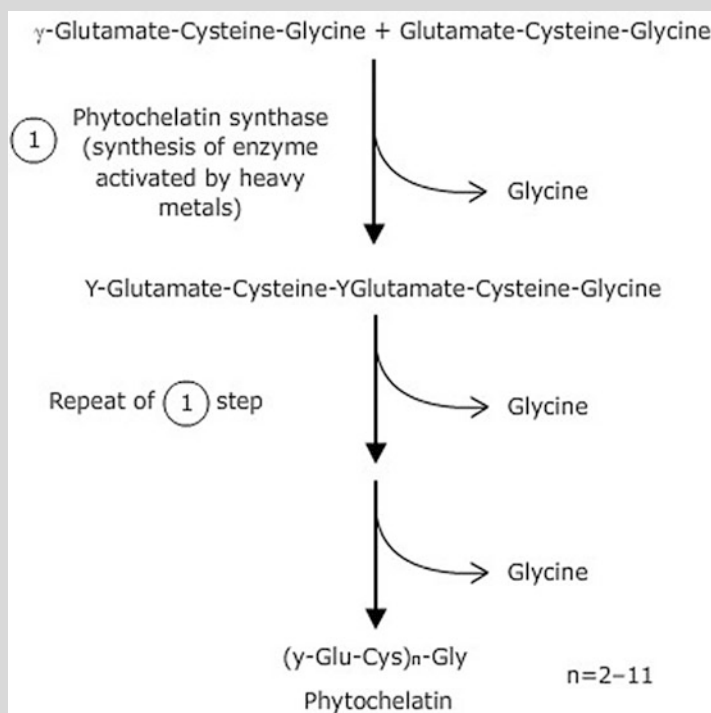 γ-Glutamate-Cysteine-Glycine + Glutamate-Cysteine-Glycine
1
Phytochelatin synthase
(synthesis of enzyme
activated by heavy
metals)
Glycine
Y-Glutamate-Cysteine-YGlutamate-Cysteine-Glycine
Repeat of 1 step
Glycine
Glycine
(y-Glu-Cys)n-Gly
n=2–11
Phytochelatin